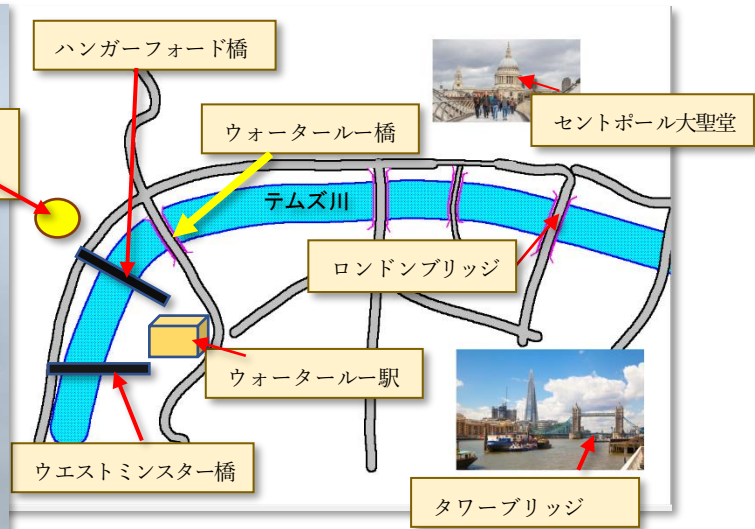 ハンガーフォード橋
ウォータールー橋
セントポール大聖堂
テムズ川
ロンドンブリッジ
ウォータールー駅
ウエストミンスター橋
タワーブリッジ